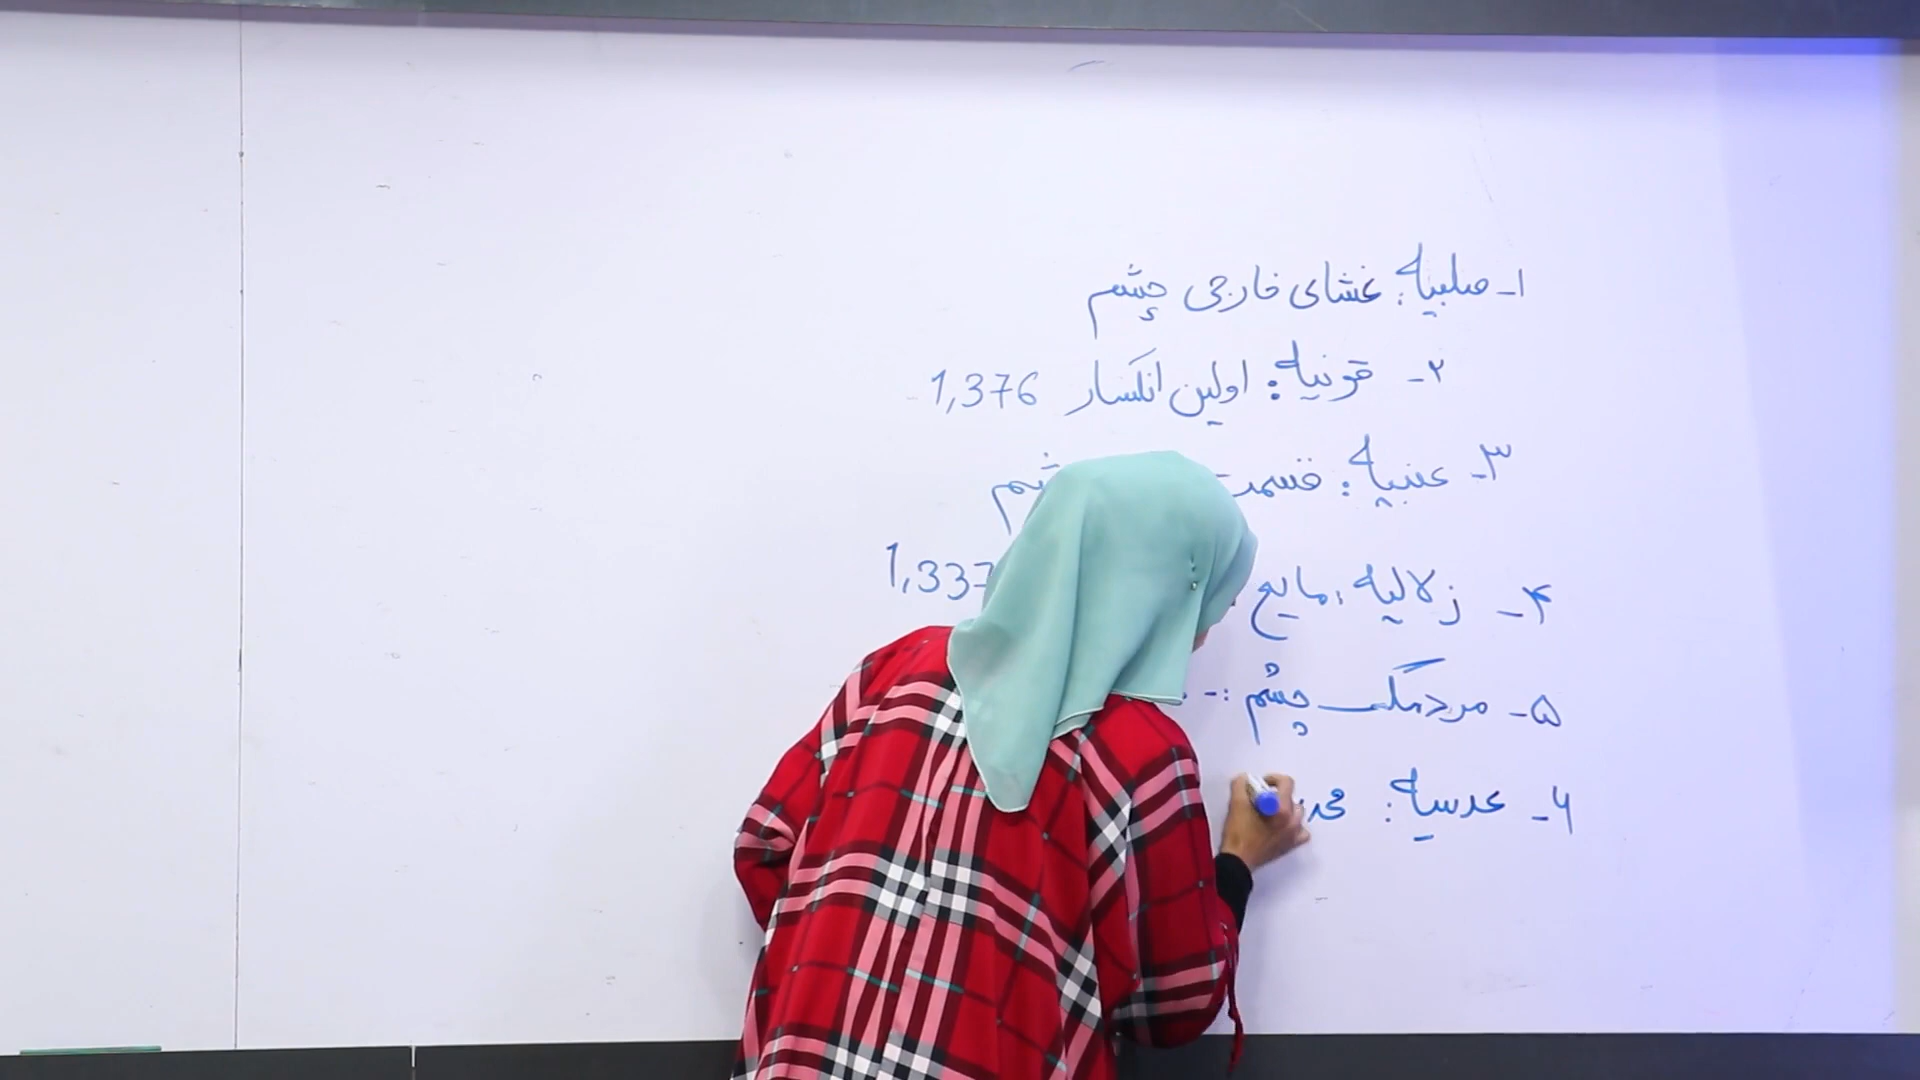 ۱- صلبیه: غشای خارجی چشم
۲- قرنیه: اولین انکسار 1,376
۳- عنبیه: قسمت
۴- زلالیه: مایع 1,337
۵- مردمک چشم :-
۶- عدسیه: